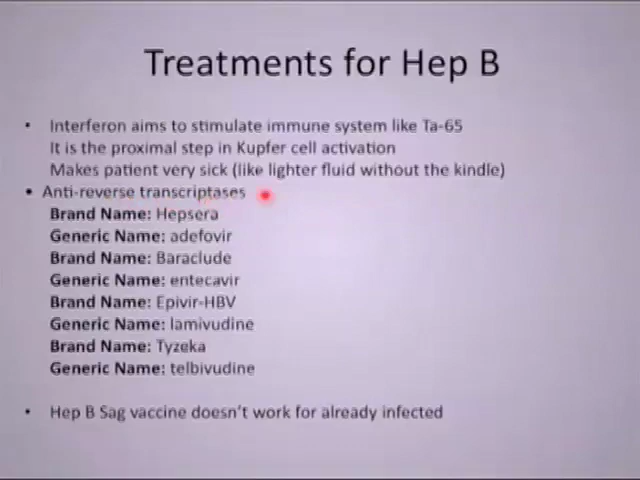 Treatments for Hep B
• Interferon aims to stimulate immune system like Ta-65
It is the proximal step in Kupfer cell activation
Makes patient very sick (like lighter fluid without the kindle)
• Anti-reverse transcriptases
Brand Name: Hepsera
Generic Name: adefovir
Brand Name: Baraclude
Generic Name: entecavir
Brand Name: Epivir-HBV
Generic Name: lamivudine
Brand Name: Tyzeka
Generic Name: telbivudine
• Hep B Sag vaccine doesn't work for already infected